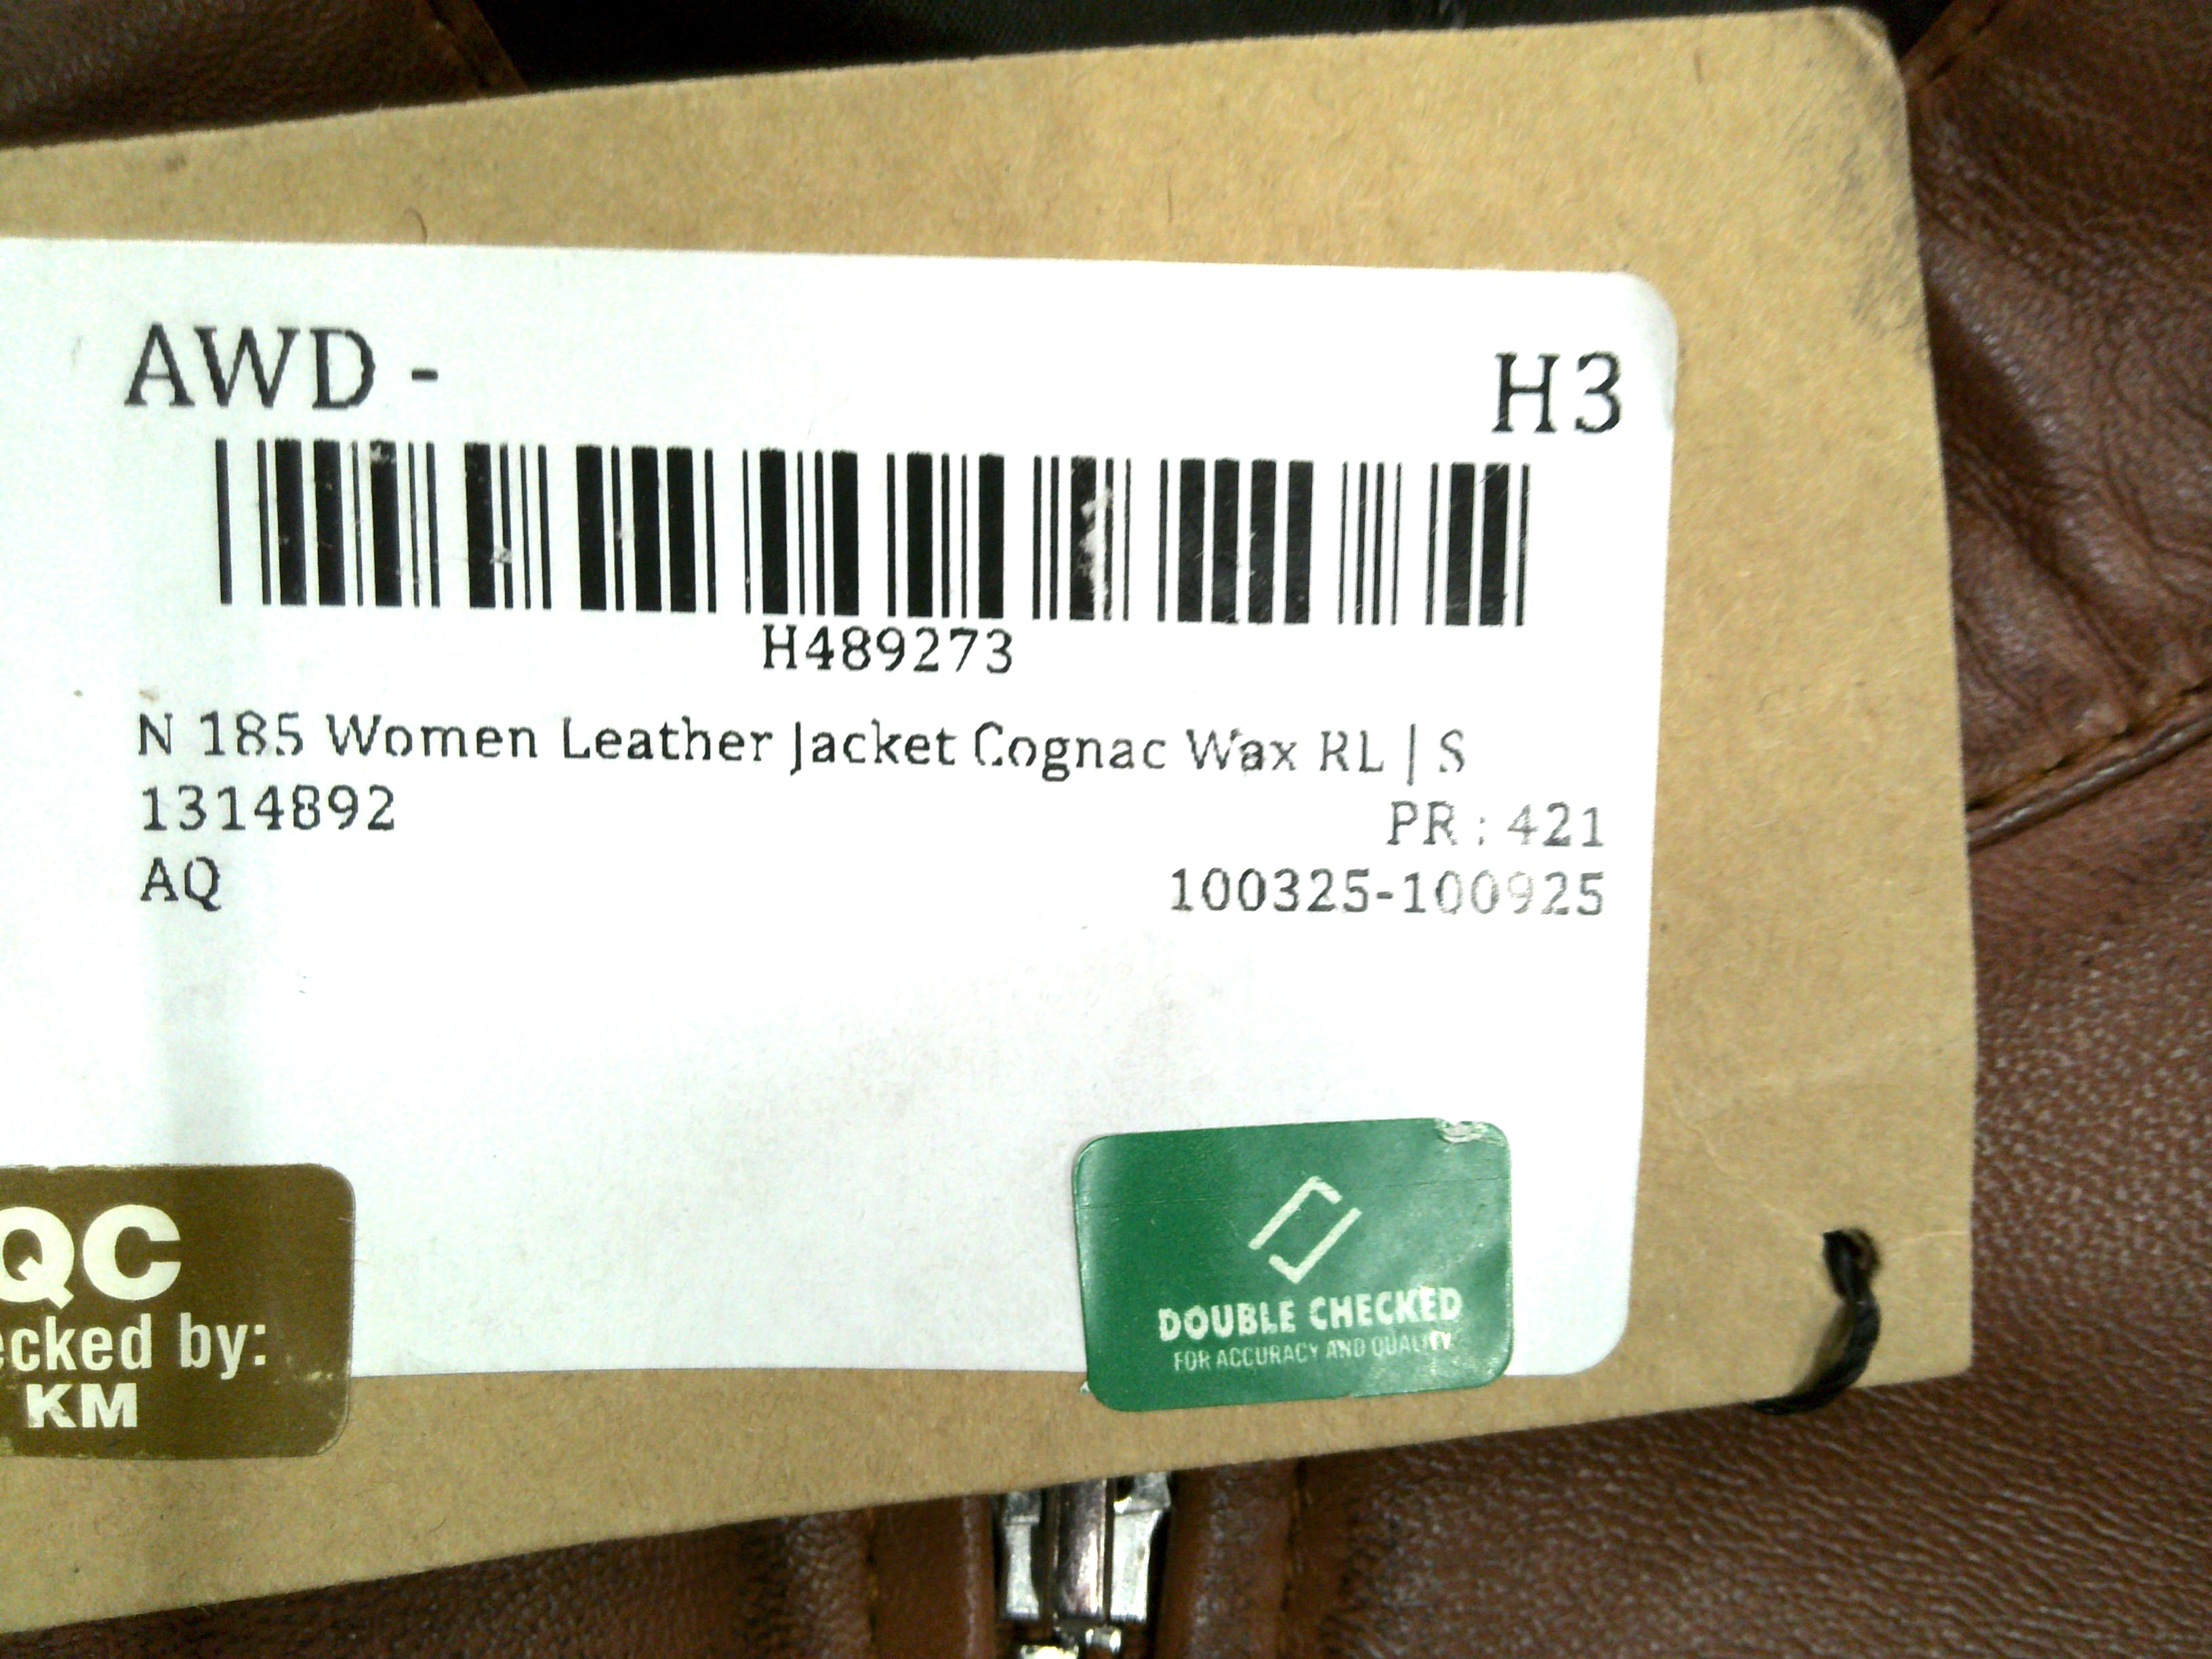 AWD - H3
H489273
N 185 Women Leather Jacket Cognac Wax RL | S
1314892 PR : 421
AQ 100325-100925
QC
ecked by:
KM
DOUBLE CHECKED
FOR ACCURACY AND QUALITY